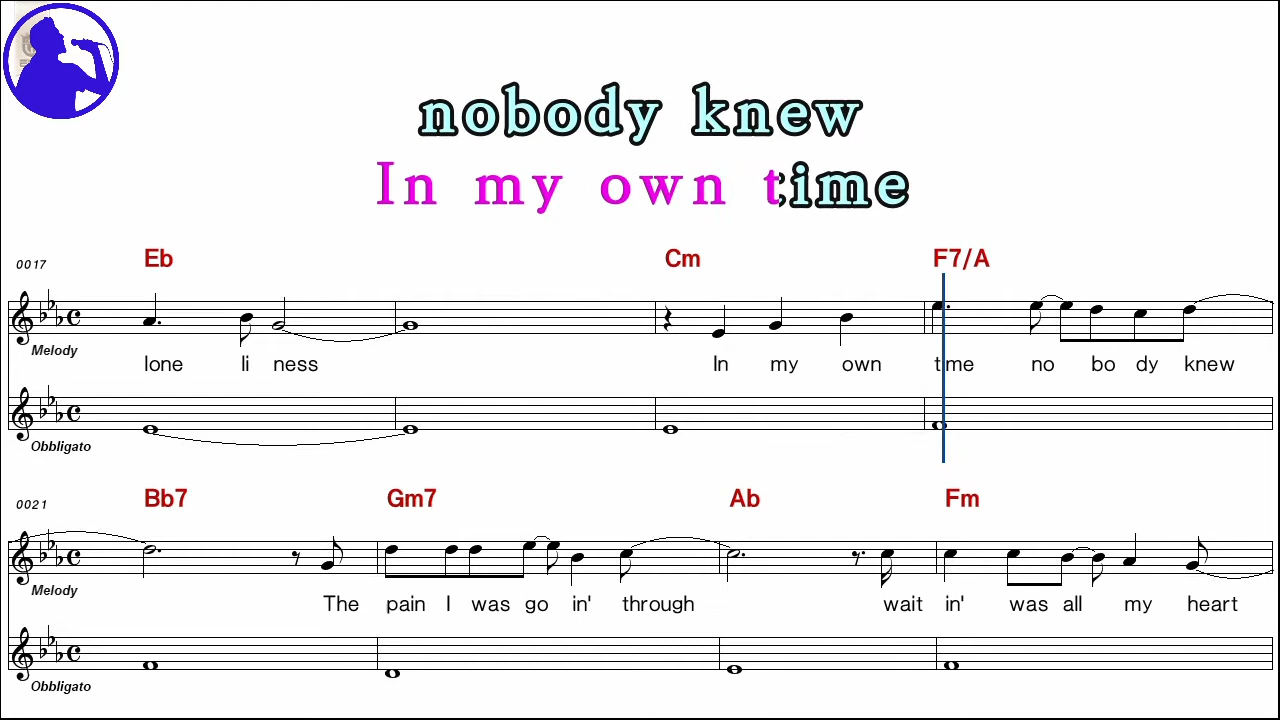 nobody knew
In my own time
0017 Eb Cm F7/A
Melody
lone li ness In my own time no bo dy knew
Obbligato
0021 Bb7 Gm7 Ab Fm
Melody
The pain I was go in' through wait in' was all my heart
Obbligato